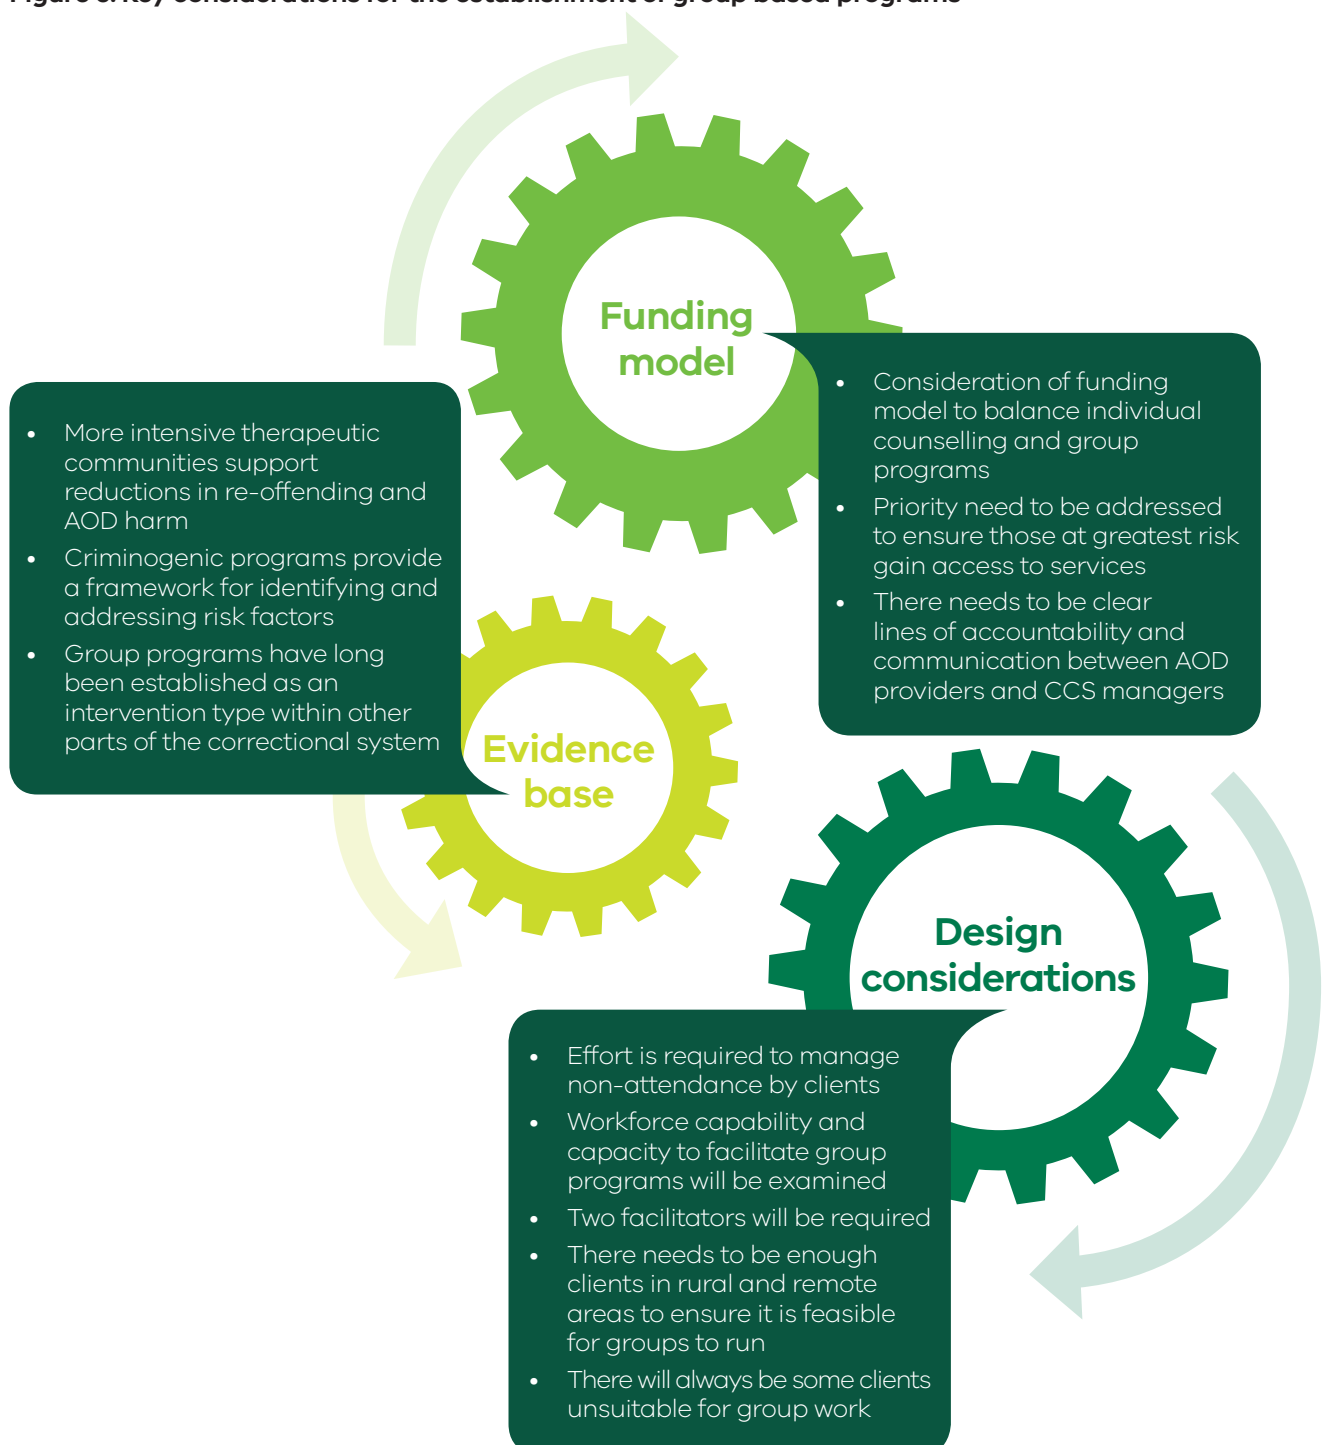 Funding
model
• Consideration of funding
model to balance individual
counselling and group
programs
• Priority need to be addressed
to ensure those at greatest risk
gain access to services
• There needs to be clear
lines of accountability and
communication between AOD
providers and CCS managers
• More intensive therapeutic
communities support
reductions in re-offending and
AOD harm
• Criminogenic programs provide
a framework for identifying and
addressing risk factors
• Group programs have long
been established as an
intervention type within other
parts of the correctional system
Evidence
base
Design
considerations
• Effort is required to manage
non-attendance by clients
• Workforce capability and
capacity to facilitate group
programs will be examined
• Two facilitators will be required
• There needs to be enough
clients in rural and remote
areas to ensure it is feasible
for groups to run
• There will always be some clients
unsuitable for group work